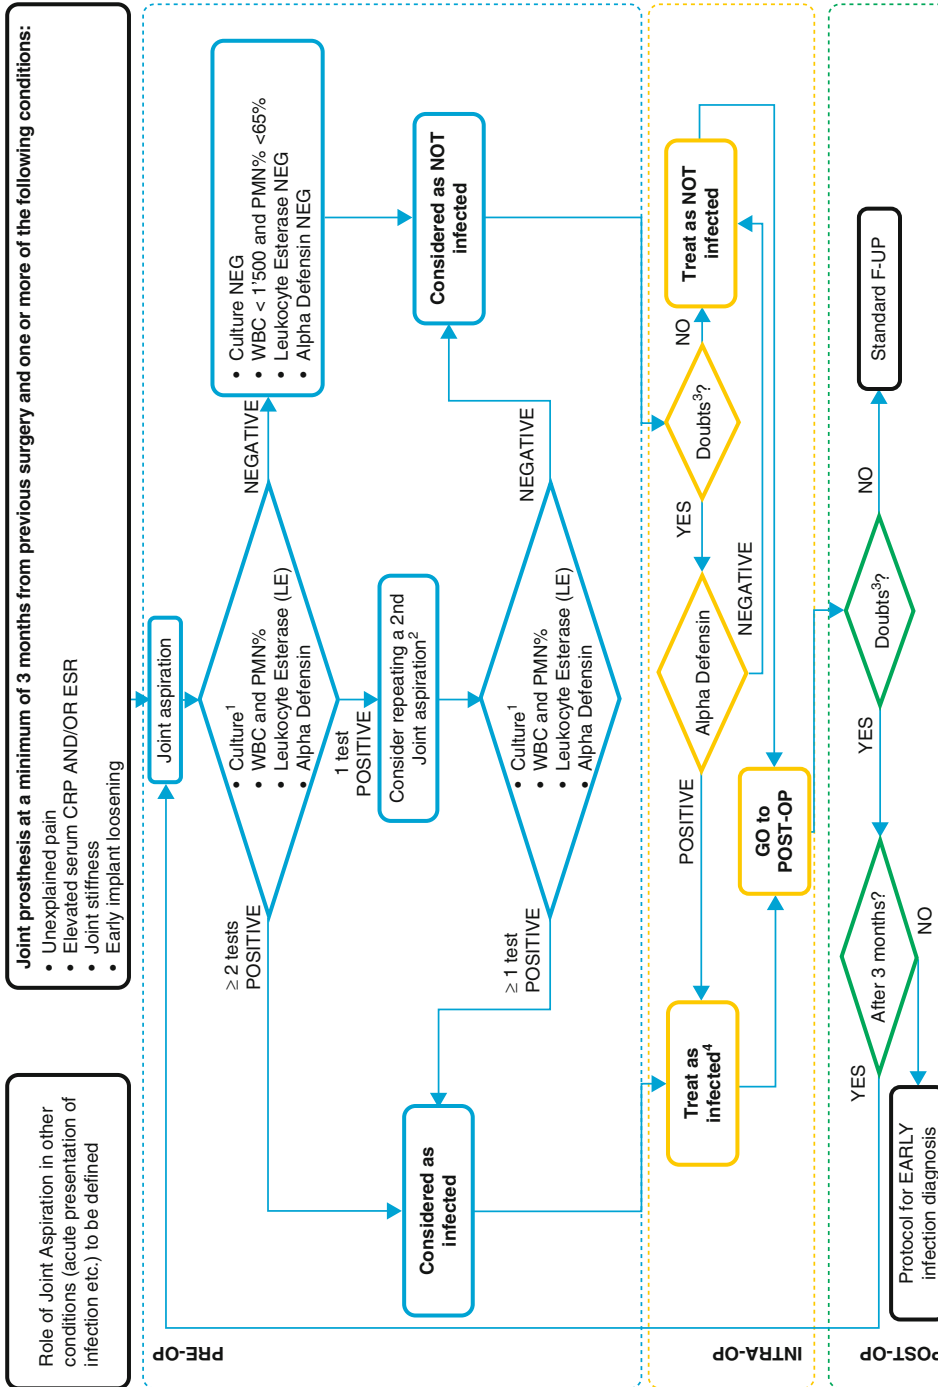 Role of Joint Aspiration in other
conditions (acute presentation of
infection etc.) to be defined
Joint prosthesis at a minimum of 3 months from previous surgery and one or more of the following conditions:
• Unexplained pain
• Elevated serum CRP AND/OR ESR
• Joint stiffness
• Early implant loosening
PRE-OP
Joint aspiration
• Culture¹
• WBC and PMN%
• Leukocyte Esterase (LE)
• Alpha Defensin
≥ 2 tests
POSITIVE
1 test
POSITIVE
NEGATIVE
• Culture NEG
• WBC < 1'500 and PMN% <65%
• Leukocyte Esterase NEG
• Alpha Defensin NEG
Consider repeating a 2nd
Joint aspiration²
• Culture¹
• WBC and PMN%
• Leukocyte Esterase (LE)
• Alpha Defensin
≥ 1 test
POSITIVE
NEGATIVE
Considered as
infected
Considered as NOT
infected
INTRA-OP
Treat as
infected⁴
POSITIVE
Alpha Defensin
NEGATIVE
YES
Doubts³?
NO
Treat as NOT
infected
GO to
POST-OP
POST-OP
Doubts³?
NO
Standard F-UP
YES
After 3 months?
YES
NO
Protocol for EARLY
infection diagnosis